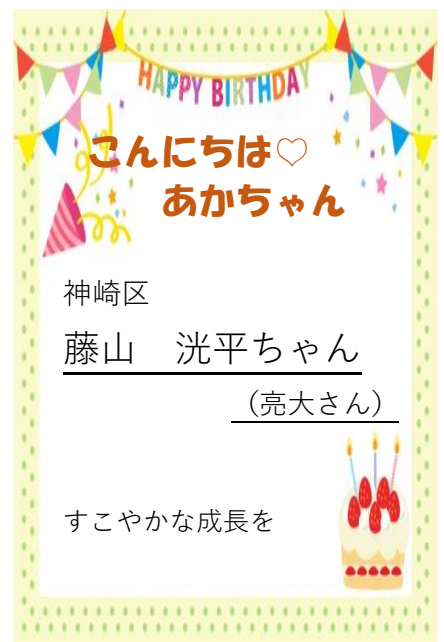 HAPPY BIRTHDAY
こんにちは♡
あかちゃん
神崎区
藤山　洸平ちゃん
（亮大さん）
すこやかな成長を